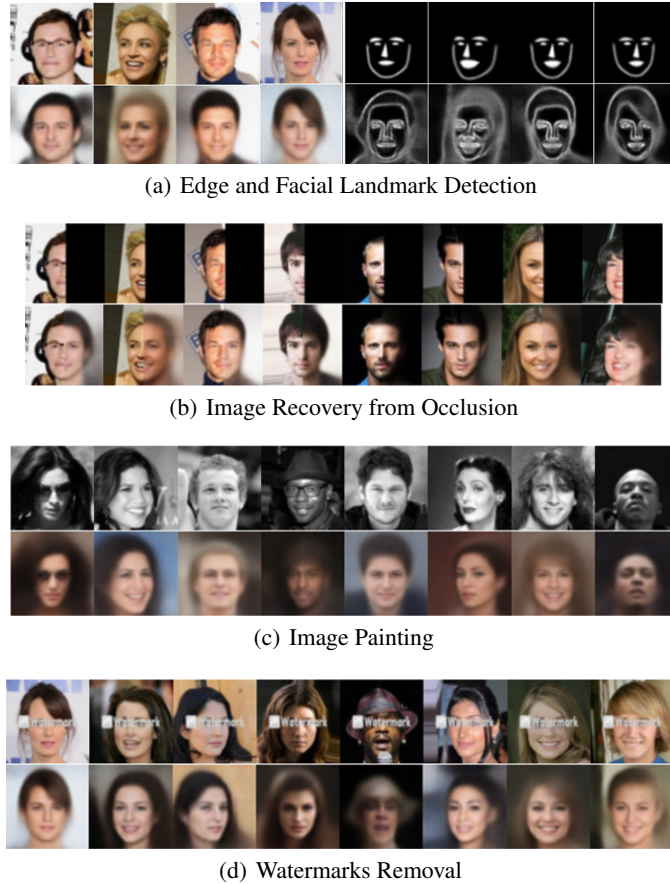 (a) Edge and Facial Landmark Detection
(b) Image Recovery from Occlusion
(c) Image Painting
Watermark Watermark Watermark Watermark Watermark Watermark Watermark Watermark
(d) Watermarks Removal